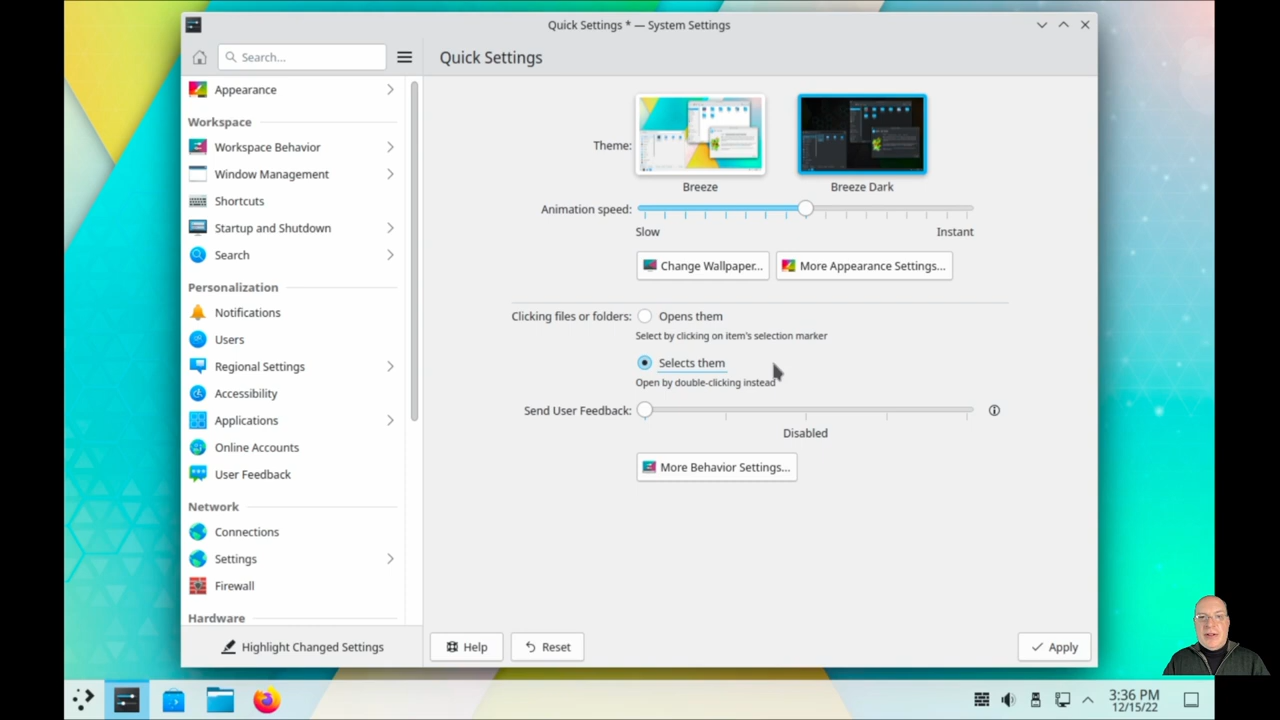 Quick Settings * — System Settings
Search...
Quick Settings
Appearance
Workspace
Workspace Behavior
Window Management
Shortcuts
Startup and Shutdown
Search
Personalization
Notifications
Users
Regional Settings
Accessibility
Applications
Online Accounts
User Feedback
Network
Connections
Settings
Firewall
Hardware
Highlight Changed Settings
Theme:
Breeze
Breeze Dark
Animation speed:
Slow
Instant
Change Wallpaper...
More Appearance Settings...
Clicking files or folders:
Opens them
Select by clicking on item's selection marker
Selects them
Open by double-clicking instead
Send User Feedback:
Disabled
More Behavior Settings...
Help
Reset
Apply
3:36 PM
12/15/22